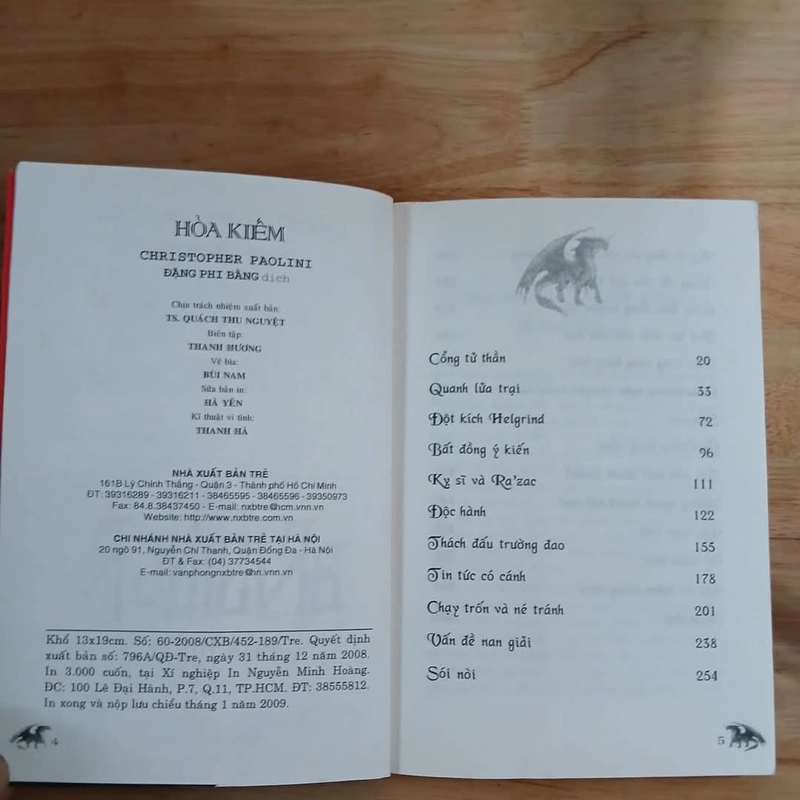 HỎA KIẾM
CHRISTOPHER PAOLINI
ĐẶNG PHI BẰNG dịch
Chịu trách nhiệm xuất bản:
TS. QUÁCH THU NGUYỆT
Biên tập:
THANH HƯƠNG
Vẽ bìa:
BÙI NAM
Sửa bản in:
HÀ YÊN
Kĩ thuật vi tính:
THANH HÀ
NHÀ XUẤT BẢN TRẺ
161B Lý Chính Thắng - Quận 3 - Thành phố Hồ Chí Minh
ĐT: 39316289 - 39316211 - 38465595 - 38465596 - 39350973
Fax: 84.8.38437450 - E-mail: nxbtre@hcm.vnn.vn
Website: http://www.nxbtre.com.vn
CHI NHÁNH NHÀ XUẤT BẢN TRẺ TẠI HÀ NỘI
20 ngõ 91, Nguyễn Chí Thanh, Quận Đống Đa - Hà Nội
ĐT & Fax: (04) 37734544
E-mail: vanphongnxbtre@hn.vnn.vn
Khổ 13x19cm. Số: 60-2008/CXB/452-189/Tre. Quyết định
xuất bản số: 796A/QĐ-Tre, ngày 31 tháng 12 năm 2008.
In 3.000 cuốn, tại Xí nghiệp In Nguyễn Minh Hoàng.
ĐC: 100 Lê Đại Hành, P.7, Q.11, TP.HCM. ĐT: 38555812.
In xong và nộp lưu chiểu tháng 1 năm 2009.
4
Cổng tử thần 20
Quanh lửa trại 33
Đột kích Helgrind 72
Bất đồng ý kiến 96
Kỵ sĩ và Ra'zac 111
Độc hành 122
Thách đấu trường đao 155
Tin tức có cánh 178
Chạy trốn và né tránh 201
Vấn đề nan giải 238
Sói nòi 254
5